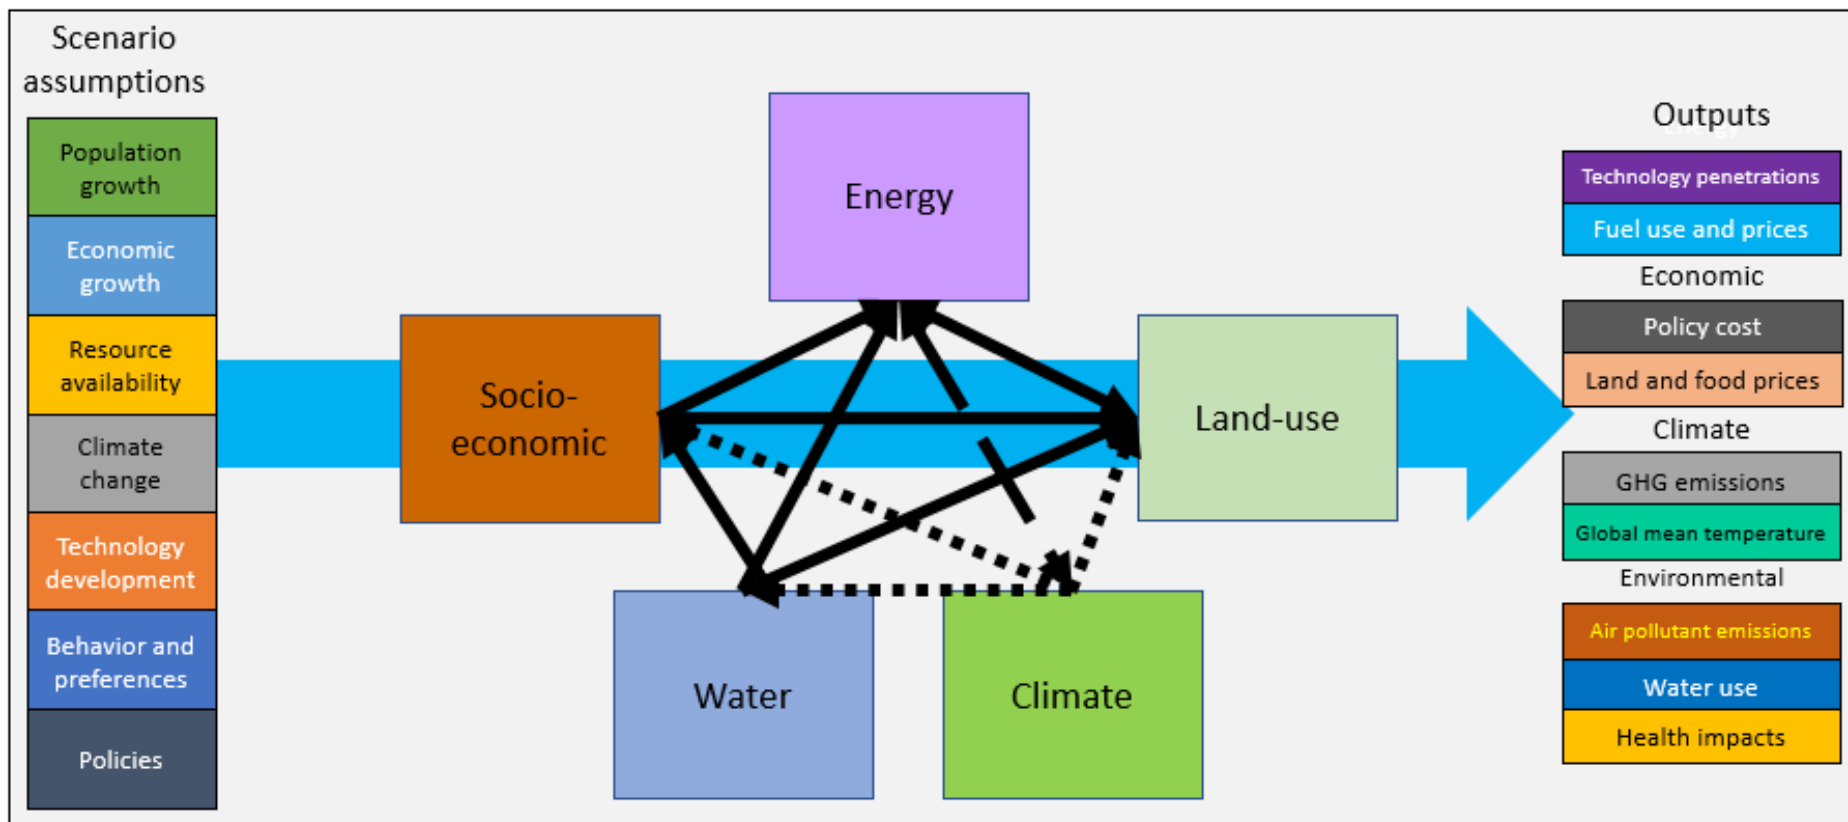 Scenario
assumptions
Population
growth
Economic
growth
Resource
availability
Climate
change
Technology
development
Behavior and
preferences
Policies
Energy
Socio-
economic
Land-use
Water
Climate
Outputs
Energy
Technology penetrations
Fuel use and prices
Economic
Policy cost
Land and food prices
Climate
GHG emissions
Global mean temperature
Environmental
Air pollutant emissions
Water use
Health impacts